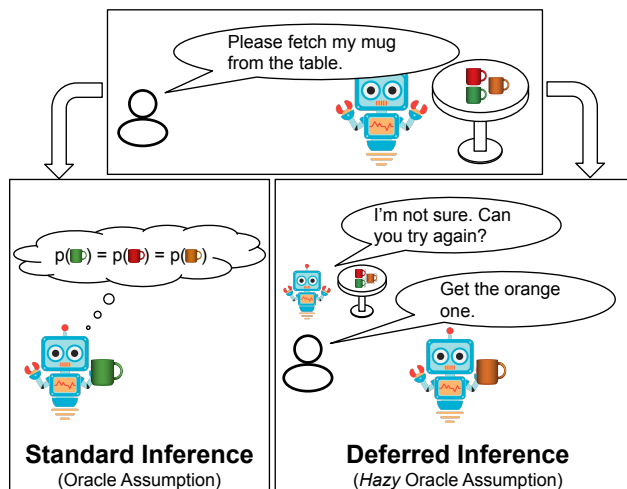 Please fetch my mug
from the table.
p( ) = p( ) = p( )
Standard Inference
(Oracle Assumption)
I'm not sure. Can
you try again?
Get the orange
one.
Deferred Inference
(Hazy Oracle Assumption)